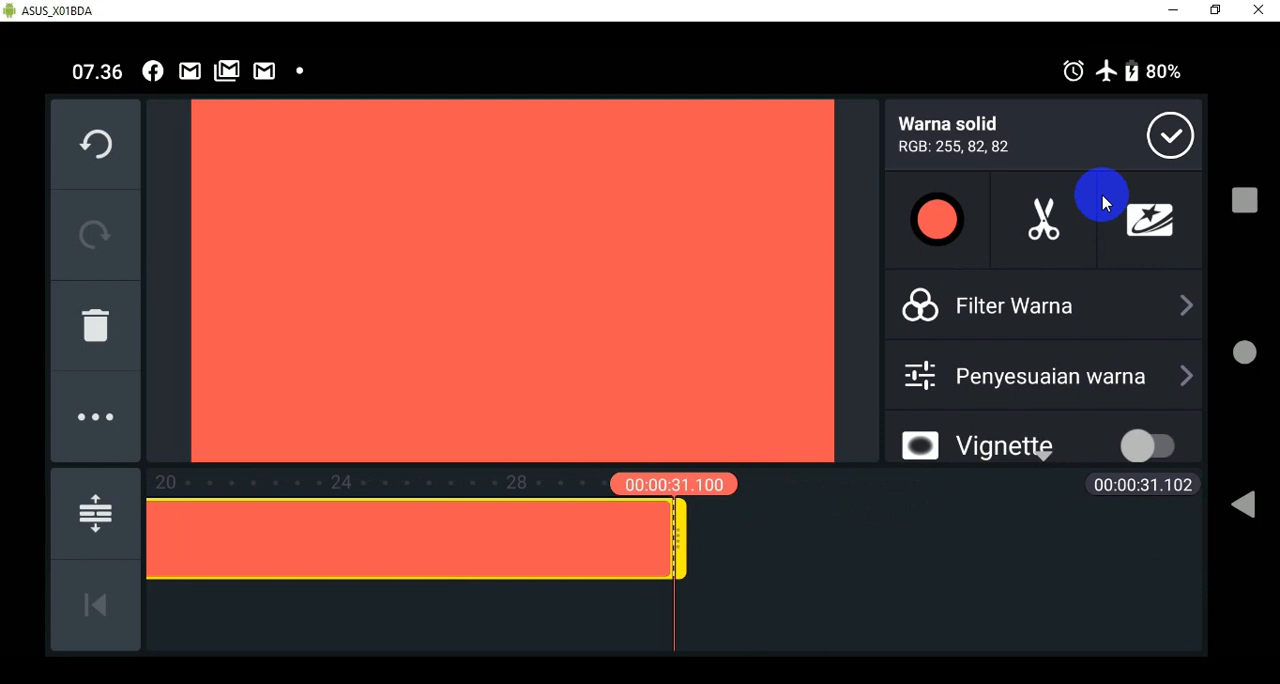 ASUS_X01BDA
07.36
80%
Warna solid
RGB: 255, 82, 82
Filter Warna
Penyesuaian warna
Vignette
20
24
28
00:00:31.100
00:00:31.102